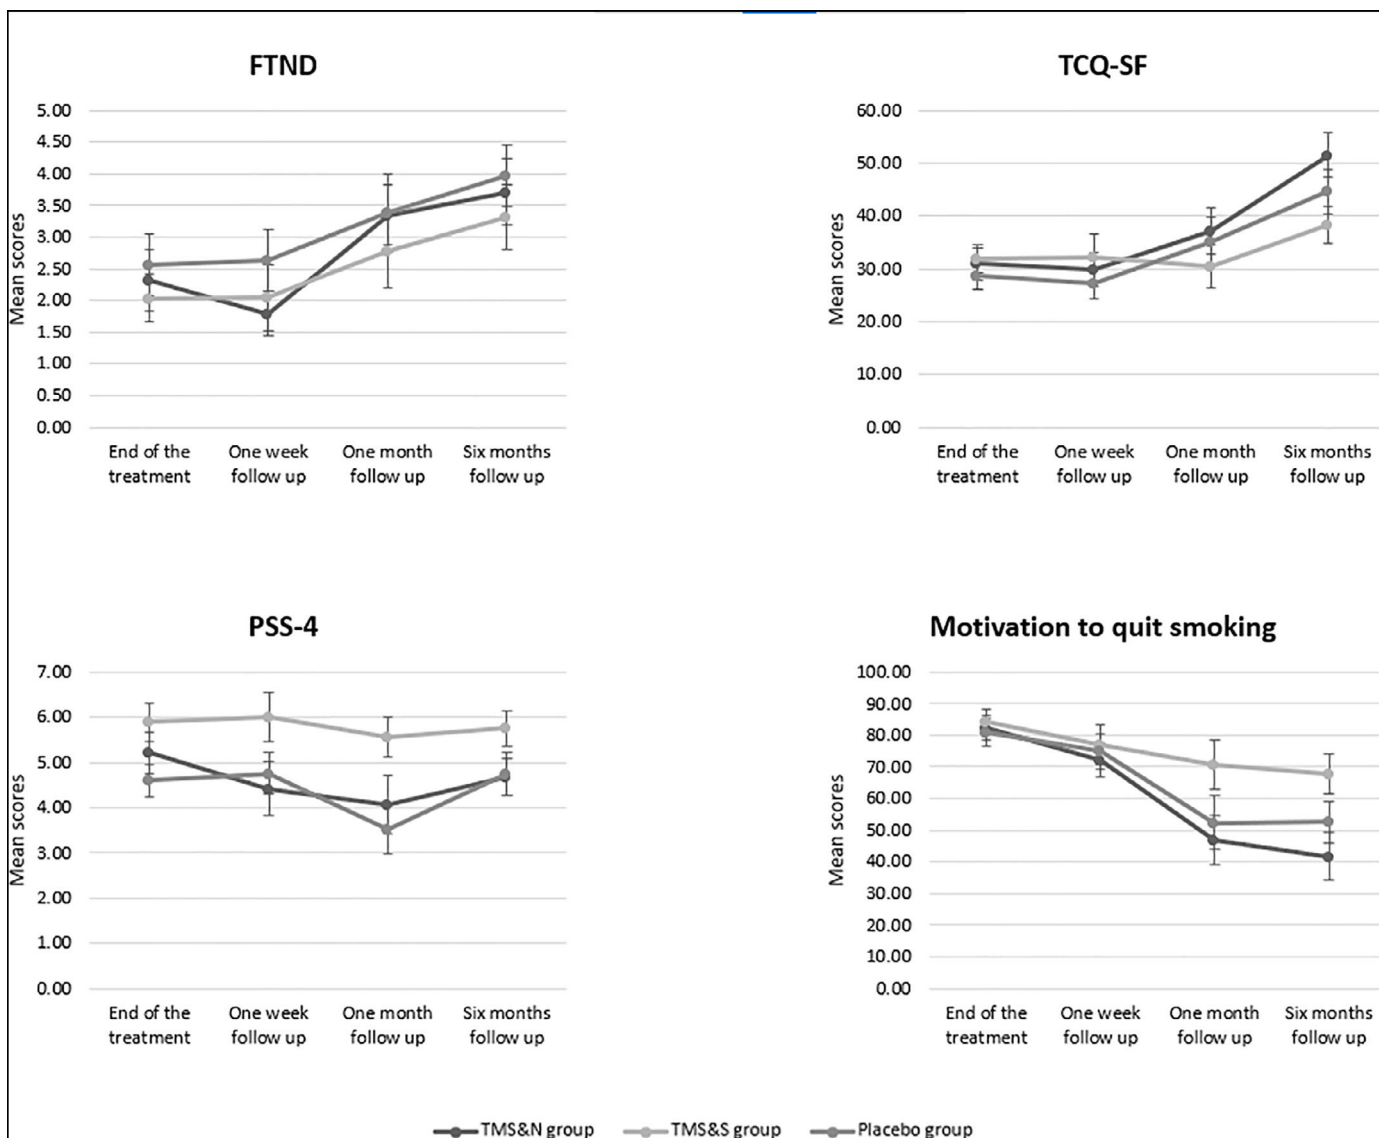 FTND
5.00
4.50
4.00
3.50
3.00
2.50
2.00
1.50
1.00
0.50
0.00
Mean scores
End of the treatment
One week follow up
One month follow up
Six months follow up
TCQ-SF
60.00
50.00
40.00
30.00
20.00
10.00
0.00
Mean scores
End of the treatment
One week follow up
One month follow up
Six months follow up
PSS-4
7.00
6.00
5.00
4.00
3.00
2.00
1.00
0.00
Mean scores
End of the treatment
One week follow up
One month follow up
Six months follow up
Motivation to quit smoking
100.00
90.00
80.00
70.00
60.00
50.00
40.00
30.00
20.00
10.00
0.00
Mean scores
End of the treatment
One week follow up
One month follow up
Six months follow up
TMS&N group
TMS&S group
Placebo group